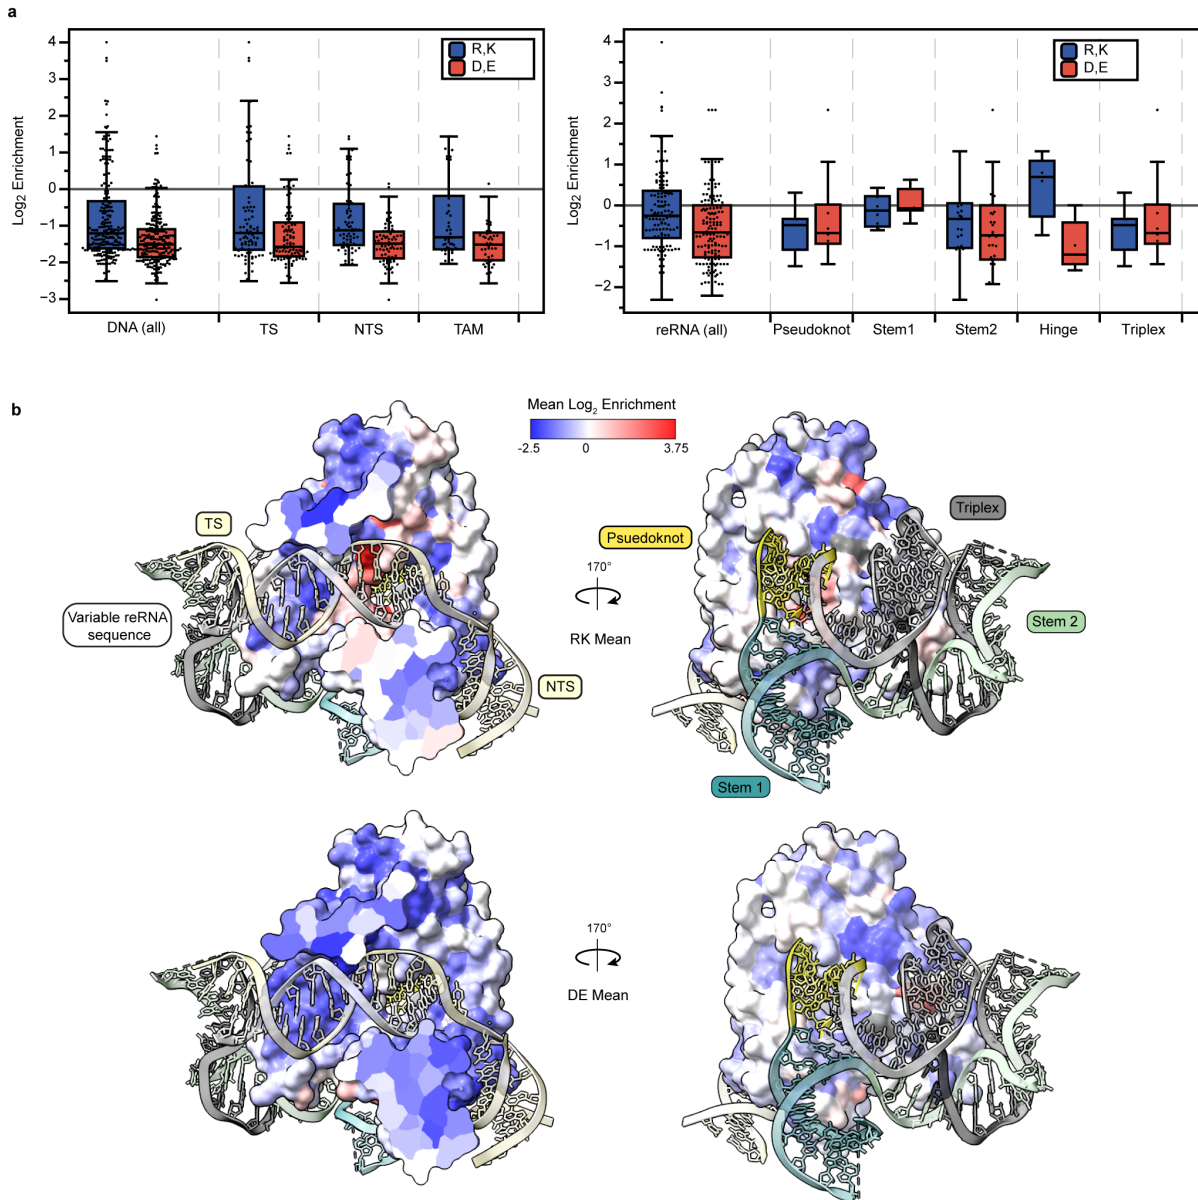 a
Log2 Enrichment
4
3
2
1
0
−1
−2
−3
R,K
D,E
DNA (all)
TS
NTS
TAM
Log2 Enrichment
4
3
2
1
0
−1
−2
R,K
D,E
reRNA (all)
Pseudoknot
Stem1
Stem2
Hinge
Triplex
b
Mean Log2 Enrichment
-2.5
0
3.75
TS
Variable reRNA
sequence
NTS
170°
RK Mean
Psuedoknot
Triplex
Stem 2
Stem 1
170°
DE Mean